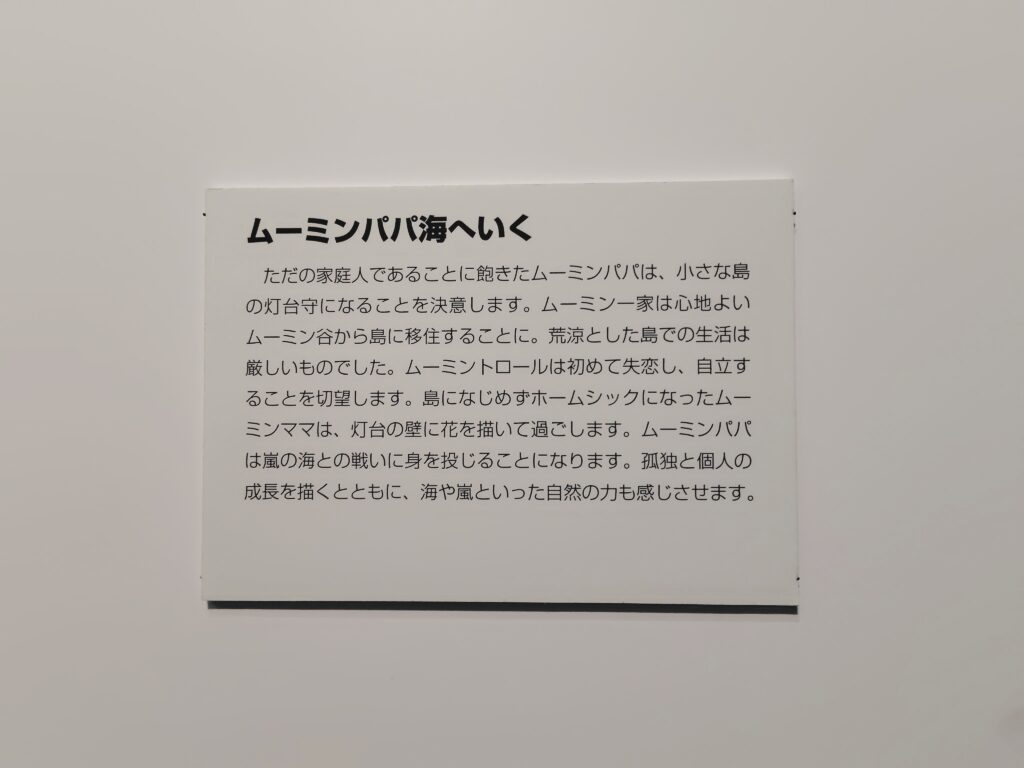 ムーミンパパ海へいく
　ただの家庭人であることに飽きたムーミンパパは、小さな島
の灯台守になることを決意します。ムーミン一家は心地よい
ムーミン谷から島に移住することに。荒涼とした島での生活は
厳しいものでした。ムーミントロールは初めて失恋し、自立す
ることを切望します。島になじめずホームシックになったムー
ミンママは、灯台の壁に花を描いて過ごします。ムーミンパパ
は嵐の海との戦いに身を投じることになります。孤独と個人の
成長を描くとともに、海や嵐といった自然の力も感じさせます。